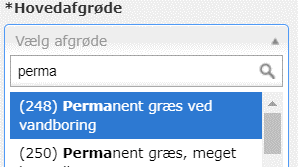 *Hovedafgrøde
Vælg afgrøde
perma
(248) Permanent græs ved
vandboring
(250) Permanent græs, meget